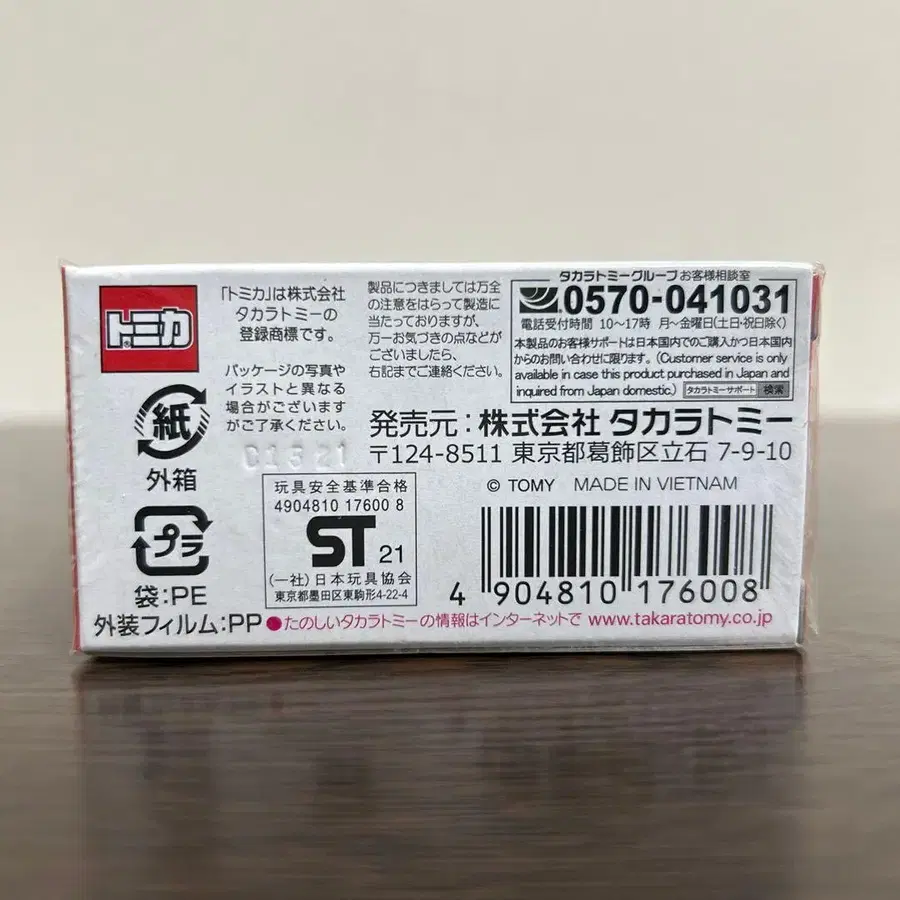 トミカ
「トミカ」は株式会社
タカラトミーの
登録商標です。
パッケージの写真や
イラストと異なる
場合がございます
がご了承ください。
製品につきましては万全
の注意をはらって製造に
当たっておりますが、
万一お気づきの点などが
ございましたら、
右記までご連絡ください。
タカラトミーグループ お客様相談室
0570-041031
電話受付時間 10〜17時 月〜金曜日(土日・祝日除く)
本製品のお客様サポートは日本国内でのご購入かつ日本国内
からのお問い合わせに限ります。(Customer service is only
available in case this product purchased in Japan and
inquired from Japan domestic.) タカラトミーサポート 検索
発売元:株式会社 タカラトミー
〒124-8511 東京都葛飾区立石 7-9-10
© TOMY MADE IN VIETNAM
紙
外箱
プラ
袋:PE
外装フィルム:PP
玩具安全基準合格
4904810 17600 8
ST 21
(一社)日本玩具協会
東京都墨田区東駒形4-22-4
4 904810 176008
●たのしいタカラトミーの情報はインターネットで www.takaratomy.co.jp